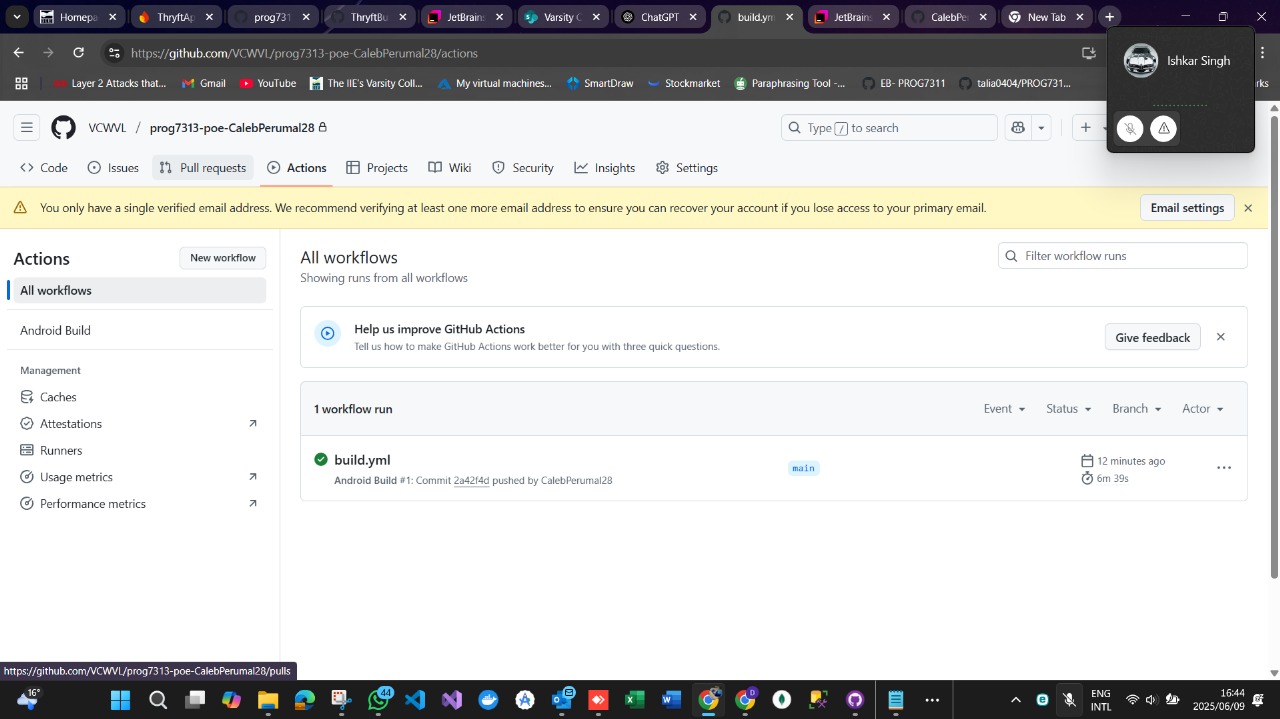 Homepa
ThryftAp
prog731
ThryftBu
JetBrain
Varsity C
ChatGPT
build.ym
JetBrain
CalebPe
New Tab
https://github.com/VCWVL/prog7313-poe-CalebPerumal28/actions
Layer 2 Attacks that...
Gmail
YouTube
The IIE's Varsity Coll...
My virtual machines...
SmartDraw
Stockmarket
Paraphrasing Tool -...
EB- PROG7311
talia0404/PROG731...
rks
Ishkar Singh
VCWVL / prog7313-poe-CalebPerumal28
Type / to search
Code
Issues
Pull requests
Actions
Projects
Wiki
Security
Insights
Settings
You only have a single verified email address. We recommend verifying at least one more email address to ensure you can recover your account if you lose access to your primary email.
Email settings
Actions
New workflow
All workflows
Android Build
Management
Caches
Attestations
Runners
Usage metrics
Performance metrics
All workflows
Showing runs from all workflows
Filter workflow runs
Help us improve GitHub Actions
Tell us how to make GitHub Actions work better for you with three quick questions.
Give feedback
1 workflow run
Event
Status
Branch
Actor
build.yml
Android Build #1: Commit 2a42f4d pushed by CalebPerumal28
main
12 minutes ago
6m 39s
https://github.com/VCWVL/prog7313-poe-CalebPerumal28/pulls
16°
44
ENG
INTL
16:44
2025/06/09